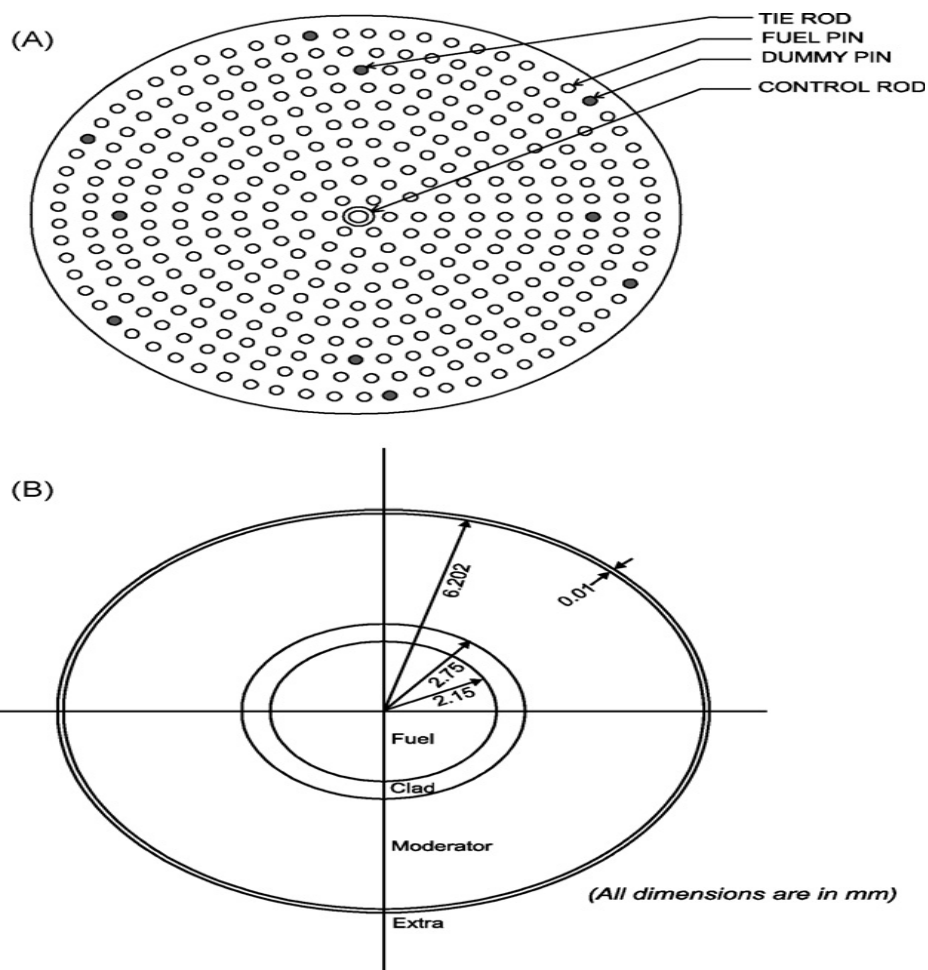 (A)
TIE ROD
FUEL PIN
DUMMY PIN
CONTROL ROD
(B)
6.202
0.01
2.75
2.15
Fuel
Clad
Moderator
(All dimensions are in mm)
Extra